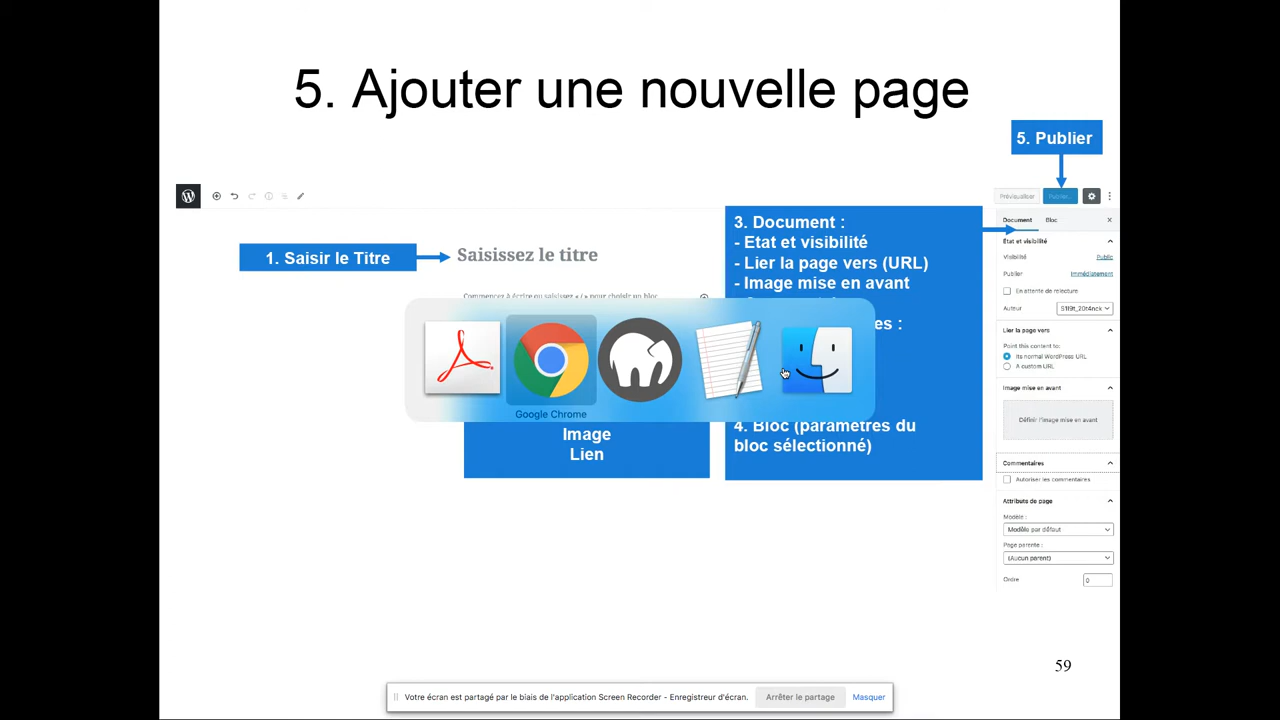 5. Ajouter une nouvelle page
5. Publier
Prévisualiser
Publier...
Document
Bloc
1. Saisir le Titre
Saisissez le titre
3. Document :
- Etat et visibilité
- Lier la page vers (URL)
- Image mise en avant
es :
4. Bloc (paramètres du
bloc sélectionné)
Image
Lien
Google Chrome
État et visibilité
Visibilité
Public
Publier
Immédiatement
En attente de relecture
Auteur
Lier la page vers
Point this content to:
Its normal WordPress URL
A custom URL
Image mise en avant
Définir l'image mise en avant
Commentaires
Autoriser les commentaires
Attributs de page
Modèle :
Modèle par défaut
Page parente :
(Aucun parent)
Ordre
0
59
Votre écran est partagé par le biais de l'application Screen Recorder - Enregistreur d'écran.
Arrêter le partage
Masquer